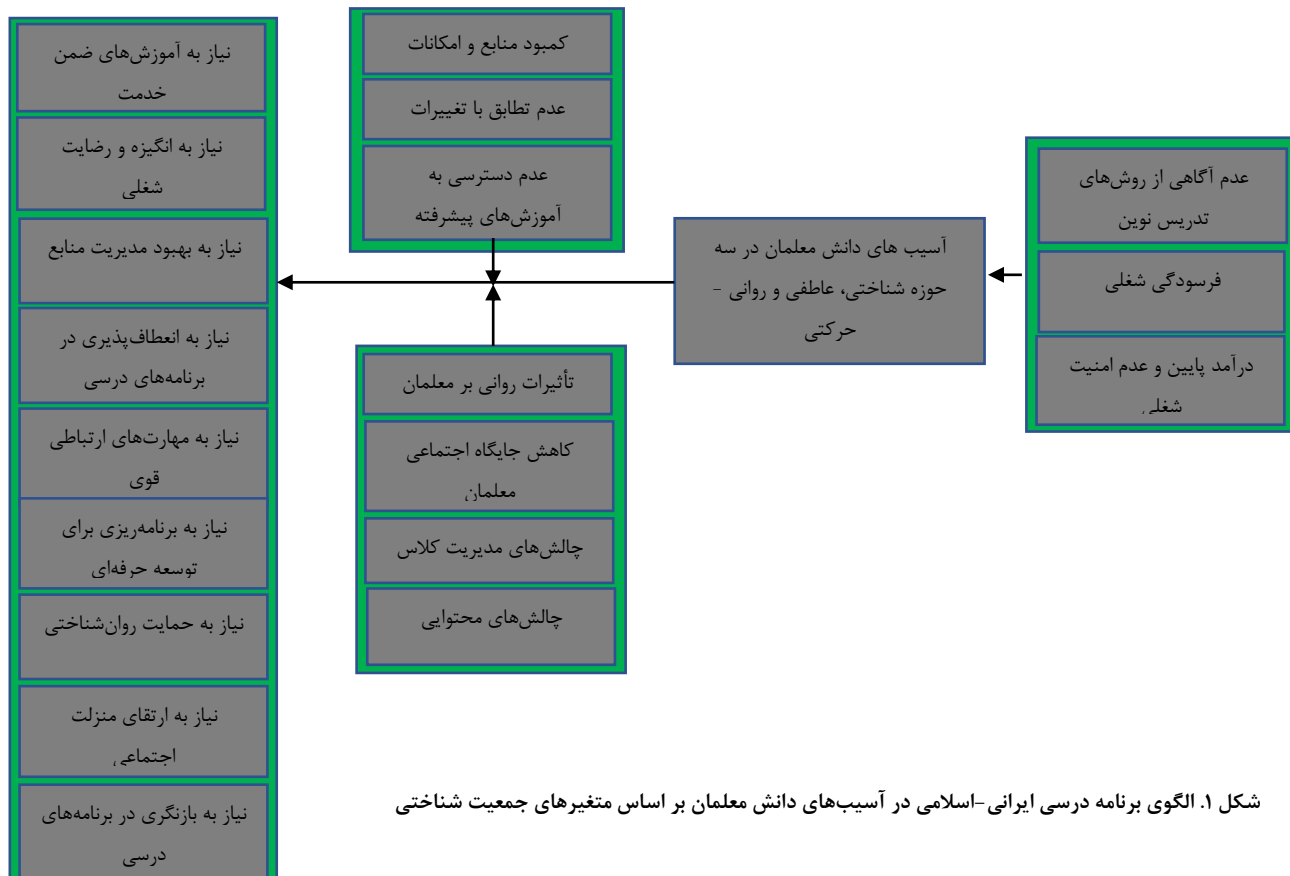 عدم آگاهی از روش‌های
تدریس نوین
فرسودگی شغلی
درآمد پایین و عدم امنیت
شغلی
آسیب های دانش معلمان در سه
حوزه شناختی، عاطفی و روانی -
حرکتی
کمبود منابع و امکانات
عدم تطابق با تغییرات
عدم دسترسی به
آموزش‌های پیشرفته
تأثیرات روانی بر معلمان
کاهش جایگاه اجتماعی
معلمان
چالش‌های مدیریت کلاس
چالش‌های محتوایی
نیاز به آموزش‌های ضمن
خدمت
نیاز به انگیزه و رضایت
شغلی
نیاز به بهبود مدیریت منابع
نیاز به انعطاف‌پذیری در
برنامه‌های درسی
نیاز به مهارت‌های ارتباطی
قوی
نیاز به برنامه‌ریزی برای
توسعه حرفه‌ای
نیاز به حمایت روان‌شناختی
نیاز به ارتقای منزلت
اجتماعی
نیاز به بازنگری در برنامه‌های
درسی
شکل ۱. الگوی برنامه درسی ایرانی-اسلامی در آسیب‌های دانش معلمان بر اساس متغیرهای جمعیت شناختی